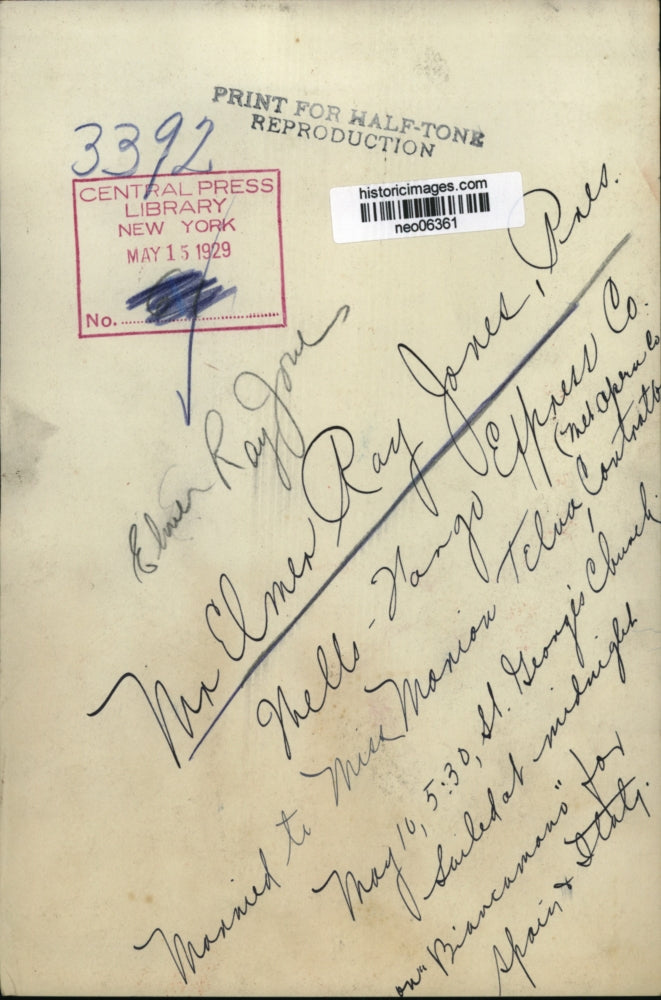 PRINT FOR HALF-TONE
REPRODUCTION
3392
CENTRAL PRESS
LIBRARY
NEW YORK
MAY 15 1929
No.
historicimages.com
neo06361
Elmer Ray Jones
Mr Elmer Ray Jones, Pres.
Wells-Fargo Express Co.
(Met Opera Co
Married to Miss Marion Telva, Contralto
May 10, 5:30, St. George's Church.
Sailed at midnight
on "Biancamano" for
Spain & Italy.